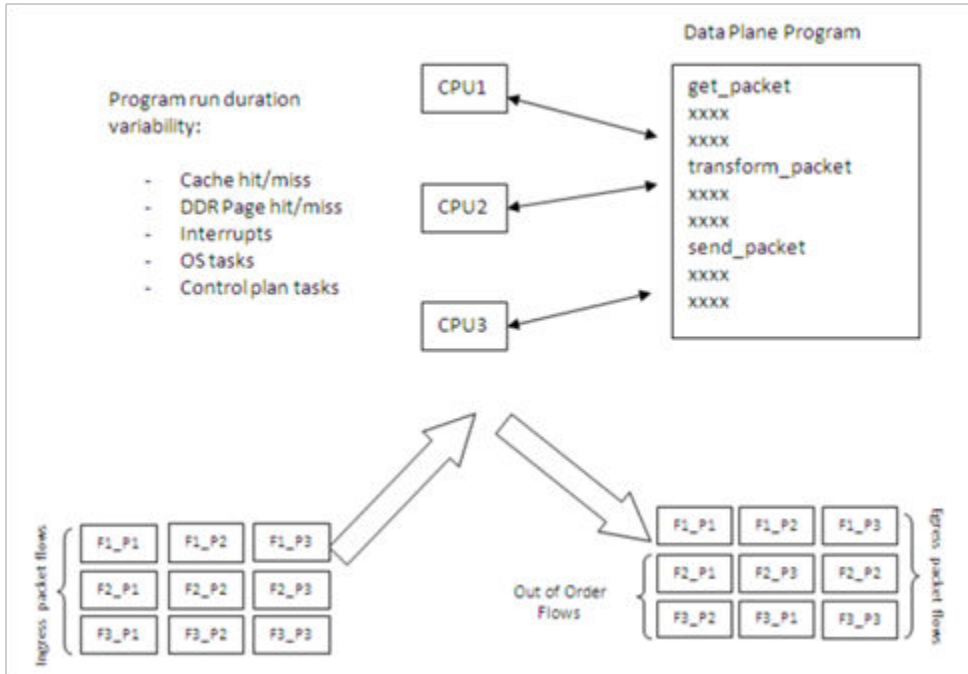 Data Plane Program
Program run duration
variability:
- Cache hit/miss
- DDR Page hit/miss
- Interrupts
- OS tasks
- Control plan tasks
CPU1
CPU2
CPU3
get_packet
xxxx
xxxx
transform_packet
xxxx
xxxx
send_packet
xxxx
xxxx
Ingress packet flows
F1_P1 F1_P2 F1_P3
F2_P1 F2_P2 F2_P3
F3_P1 F3_P2 F3_P3
Out of Order
Flows
F1_P1 F1_P2 F1_P3
F2_P1 F2_P3 F2_P2
F3_P2 F3_P1 F3_P3
Egress packet flows